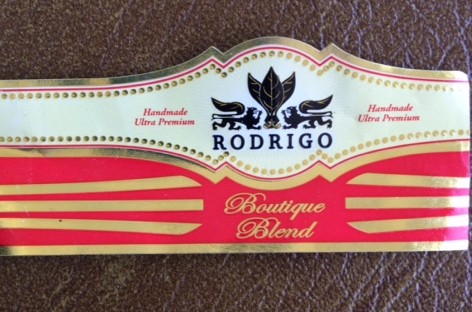 Handmade
Ultra Premium
RODRIGO
Handmade
Ultra Premium
Boutique
Blend